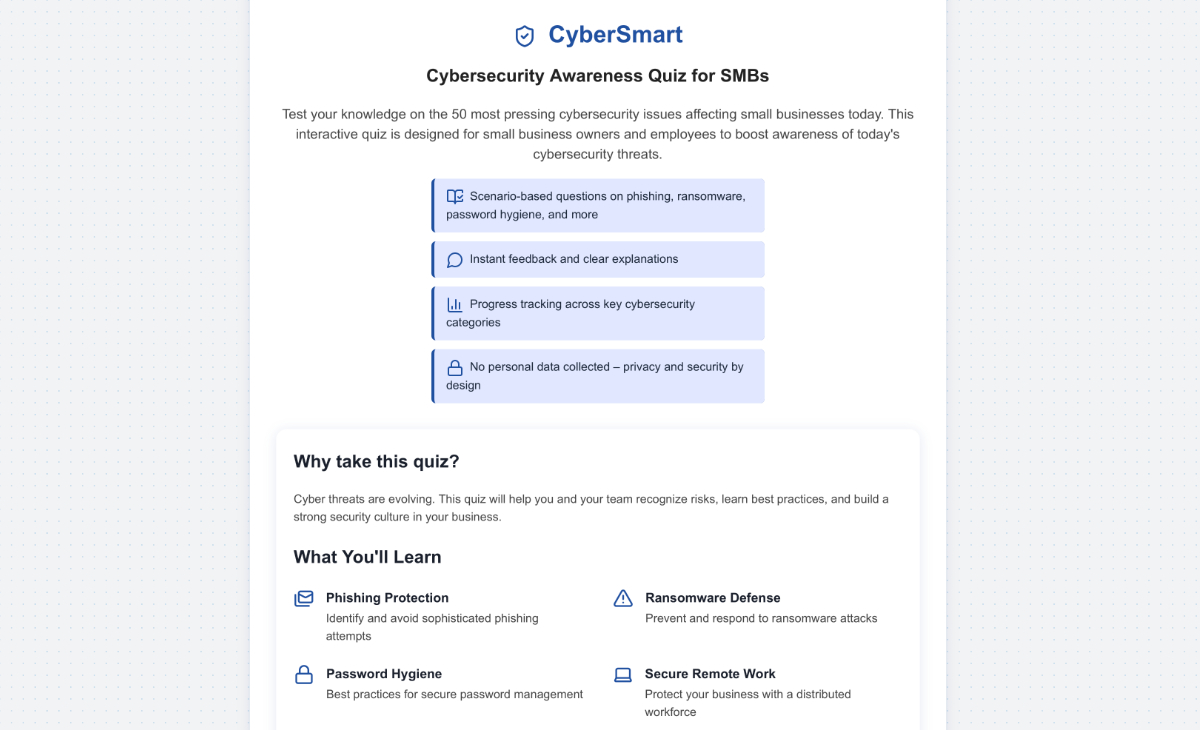 CyberSmart
Cybersecurity Awareness Quiz for SMBs
Test your knowledge on the 50 most pressing cybersecurity issues affecting small businesses today. This
interactive quiz is designed for small business owners and employees to boost awareness of today's
cybersecurity threats.
Scenario-based questions on phishing, ransomware,
password hygiene, and more
Instant feedback and clear explanations
Progress tracking across key cybersecurity
categories
No personal data collected – privacy and security by
design
Why take this quiz?
Cyber threats are evolving. This quiz will help you and your team recognize risks, learn best practices, and build a
strong security culture in your business.
What You'll Learn
Phishing Protection
Identify and avoid sophisticated phishing
attempts
Ransomware Defense
Prevent and respond to ransomware attacks
Password Hygiene
Best practices for secure password management
Secure Remote Work
Protect your business with a distributed
workforce